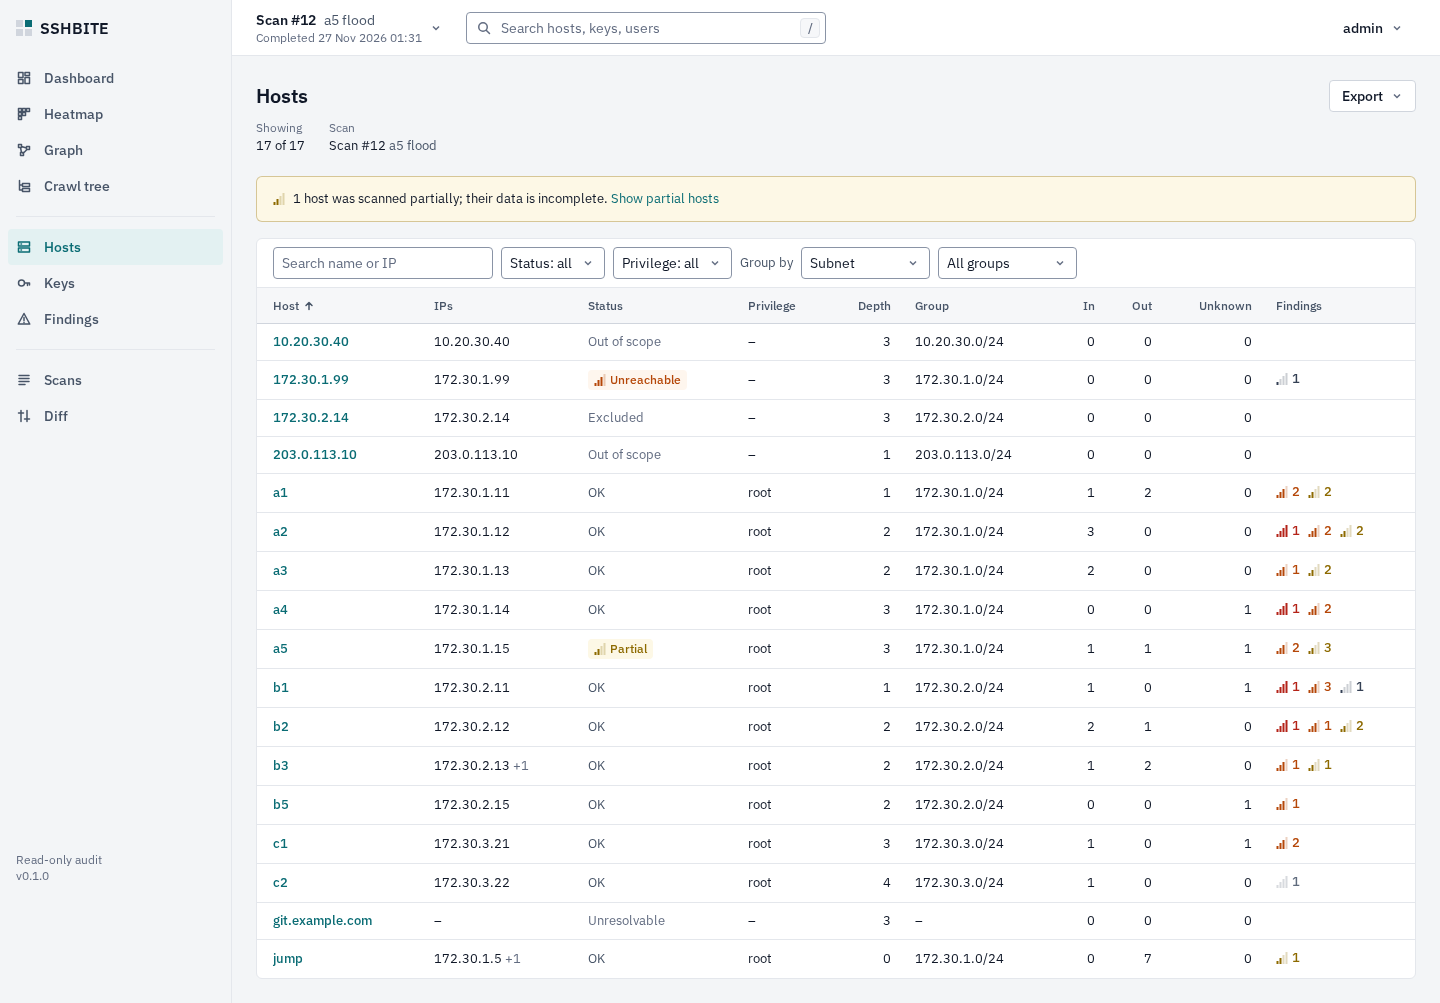 SSHBITE
Dashboard
Heatmap
Graph
Crawl tree
Hosts
Keys
Findings
Scans
Diff
Read-only audit
v0.1.0
Scan #12 a5 flood
Completed 27 Nov 2026 01:31
Search hosts, keys, users /
admin
Hosts
Export
Showing Scan
17 of 17 Scan #12 a5 flood
1 host was scanned partially; their data is incomplete. Show partial hosts
Search name or IP Status: all Privilege: all Group by Subnet All groups
Host IPs Status Privilege Depth Group In Out Unknown Findings
10.20.30.40 10.20.30.40 Out of scope – 3 10.20.30.0/24 0 0 0
172.30.1.99 172.30.1.99 Unreachable – 3 172.30.1.0/24 0 0 0 1
172.30.2.14 172.30.2.14 Excluded – 3 172.30.2.0/24 0 0 0
203.0.113.10 203.0.113.10 Out of scope – 1 203.0.113.0/24 0 0 0
a1 172.30.1.11 OK root 1 172.30.1.0/24 1 2 0 2 2
a2 172.30.1.12 OK root 2 172.30.1.0/24 3 0 0 1 2 2
a3 172.30.1.13 OK root 2 172.30.1.0/24 2 0 0 1 2
a4 172.30.1.14 OK root 3 172.30.1.0/24 0 0 1 1 2
a5 172.30.1.15 Partial root 3 172.30.1.0/24 1 1 1 2 3
b1 172.30.2.11 OK root 1 172.30.2.0/24 1 0 1 1 3 1
b2 172.30.2.12 OK root 2 172.30.2.0/24 2 1 0 1 1 2
b3 172.30.2.13 +1 OK root 2 172.30.2.0/24 1 2 0 1 1
b5 172.30.2.15 OK root 2 172.30.2.0/24 0 0 1 1
c1 172.30.3.21 OK root 3 172.30.3.0/24 1 0 1 2
c2 172.30.3.22 OK root 4 172.30.3.0/24 1 0 0 1
git.example.com – Unresolvable – 3 – 0 0 0
jump 172.30.1.5 +1 OK root 0 172.30.1.0/24 0 7 0 1